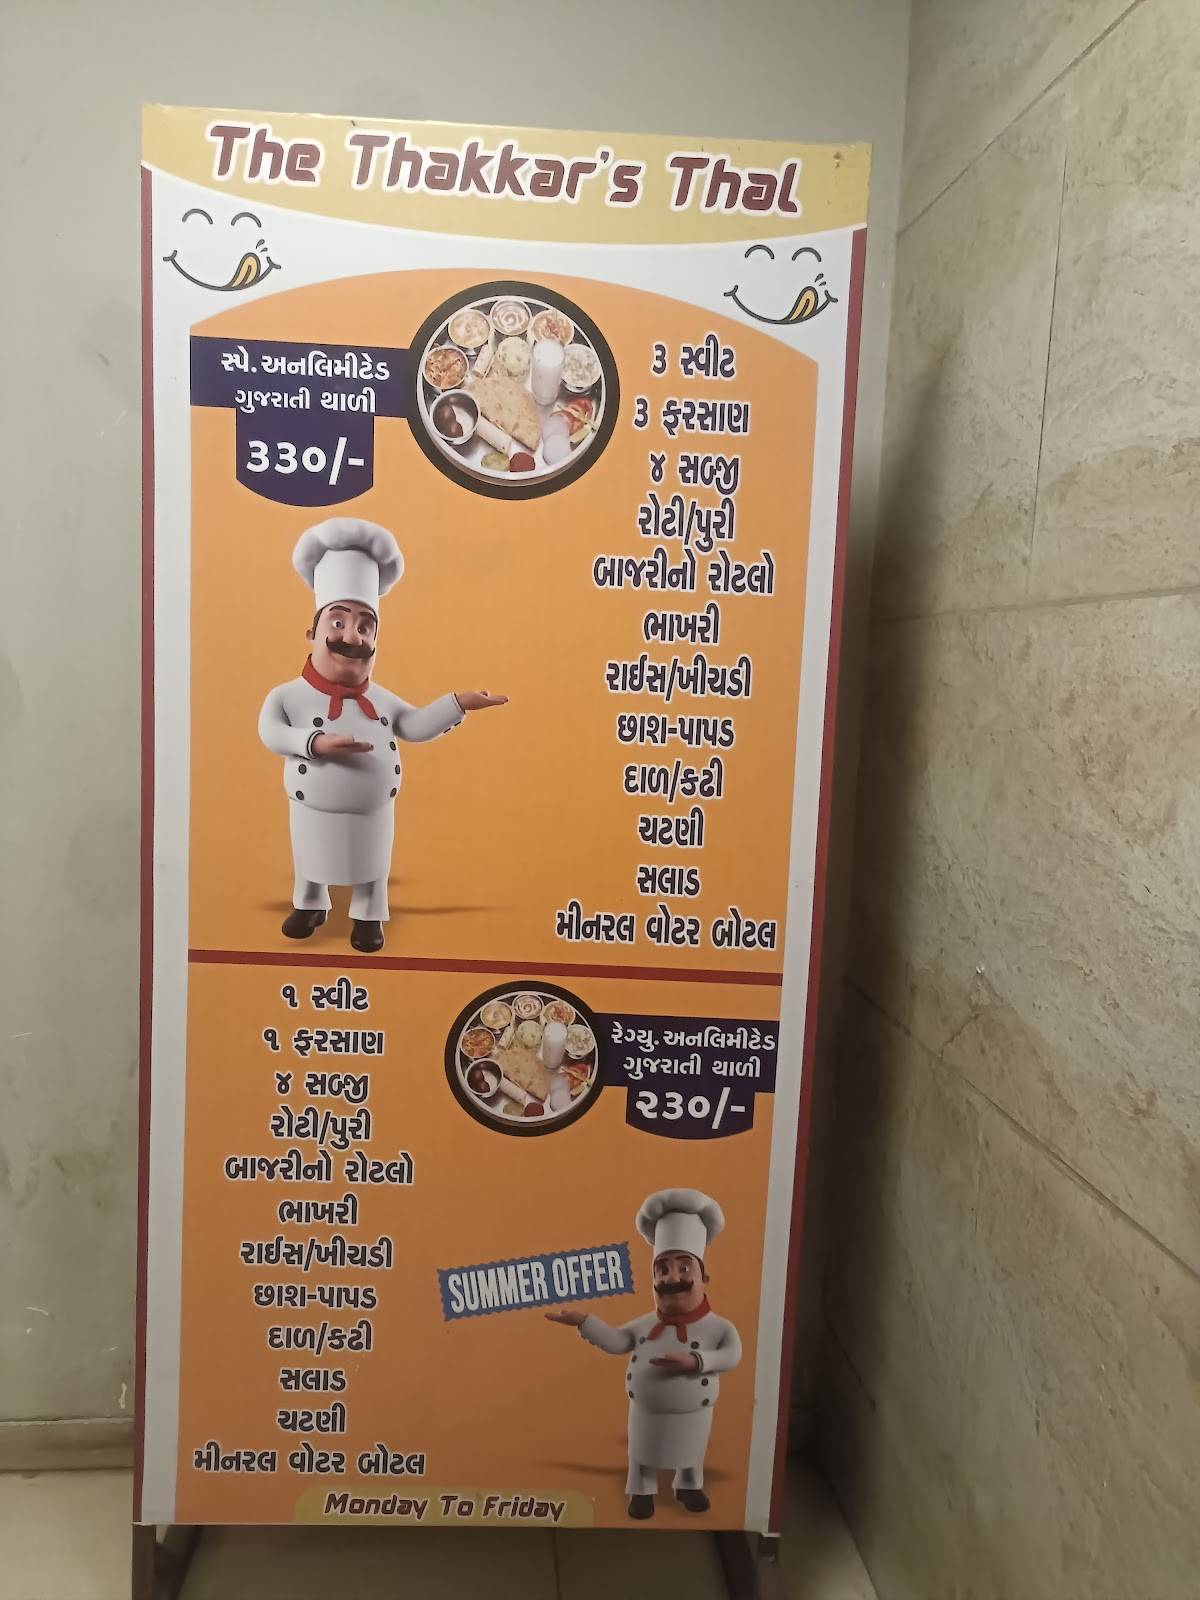 The Thakkar's Thal
સ્પે. અનલિમીટેડ
ગુજરાતી થાળી
૩૩૦/-
૩ સ્વીટ
૩ ફરસાણ
૪ સબ્જી
રોટી/પુરી
બાજરીનો રોટલો
ભાખરી
રાઈસ/ખીચડી
છાશ-પાપડ
દાળ/કઢી
ચટણી
સલાડ
મીનરલ વોટર બોટલ
૧ સ્વીટ
૧ ફરસાણ
૪ સબ્જી
રોટી/પુરી
બાજરીનો રોટલો
ભાખરી
રાઈસ/ખીચડી
છાશ-પાપડ
દાળ/કઢી
સલાડ
ચટણી
મીનરલ વોટર બોટલ
રેગ્યુ. અનલિમીટેડ
ગુજરાતી થાળી
૨૩૦/-
SUMMER OFFER
Monday To Friday